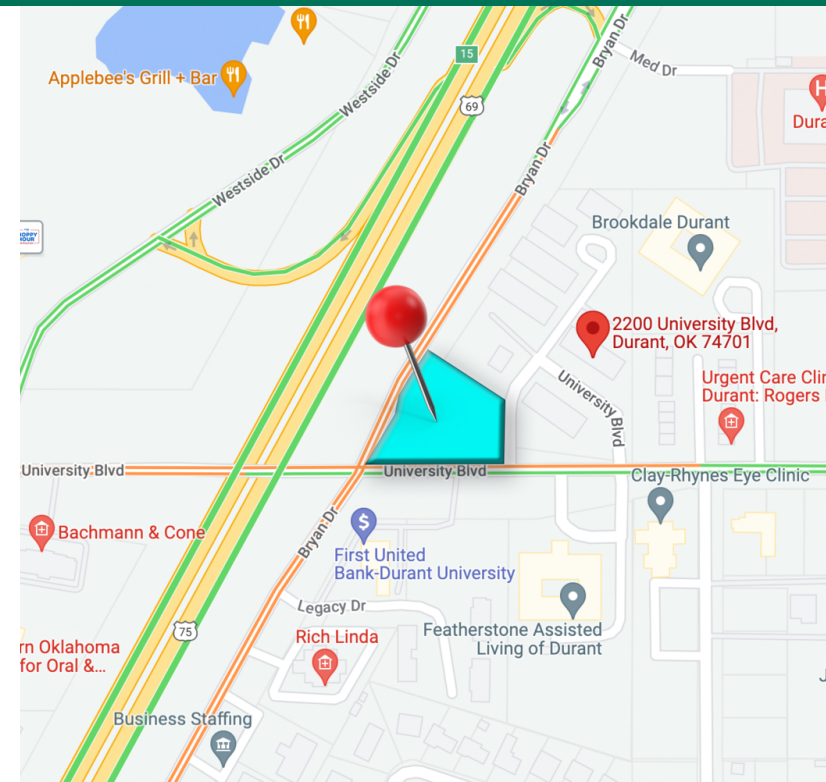 Bryan Dr
15
Med Dr
Applebee's Grill + Bar
Westside Dr
69
H
Dura
Bryan Dr
Westside Dr
HOUR
Brookdale Durant
2200 University Blvd,
Durant, OK 74701
Urgent Care Clin
Durant: Rogers
University Blvd
University Blvd
University Blvd
Clay-Rhynes Eye Clinic
Bryan Dr
$
Bachmann & Cone
First United
Bank-Durant University
Legacy Dr
75
Rich Linda
Featherstone Assisted
Living of Durant
rn Oklahoma
for Oral &...
Business Staffing